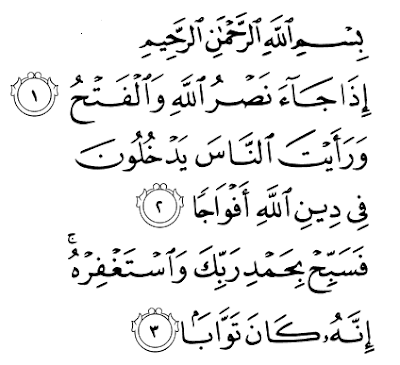 بِسْمِ ٱللَّهِ ٱلرَّحْمَٰنِ ٱلرَّحِيمِ
إِذَا جَآءَ نَصْرُ ٱللَّهِ وَٱلْفَتْحُ ١
وَرَأَيْتَ ٱلنَّاسَ يَدْخُلُونَ
فِى دِينِ ٱللَّهِ أَفْوَاجًا ٢
فَسَبِّحْ بِحَمْدِ رَبِّكَ وَٱسْتَغْفِرْهُ ۚ
إِنَّهُۥ كَانَ تَوَّابًۢا ٣